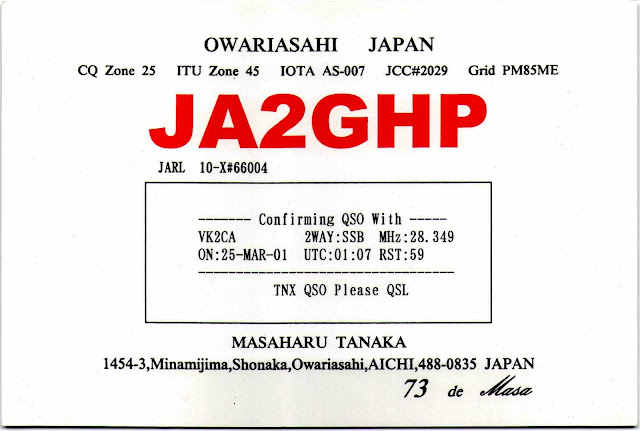 OWARIASAHI JAPAN
CQ Zone 25 ITU Zone 45 IOTA AS-007 JCC#2029 Grid PM85ME
JA2GHP
JARL 10-X#66004
------- Confirming QSO With -----
VK2CA 2WAY:SSB MHz:28.349
ON:25-MAR-01 UTC:01:07 RST:59
----------------------------------
TNX QSO Please QSL
MASAHARU TANAKA
1454-3,Minamijima,Shonaka,Owariasahi,AICHI,488-0835 JAPAN
73 de Masa